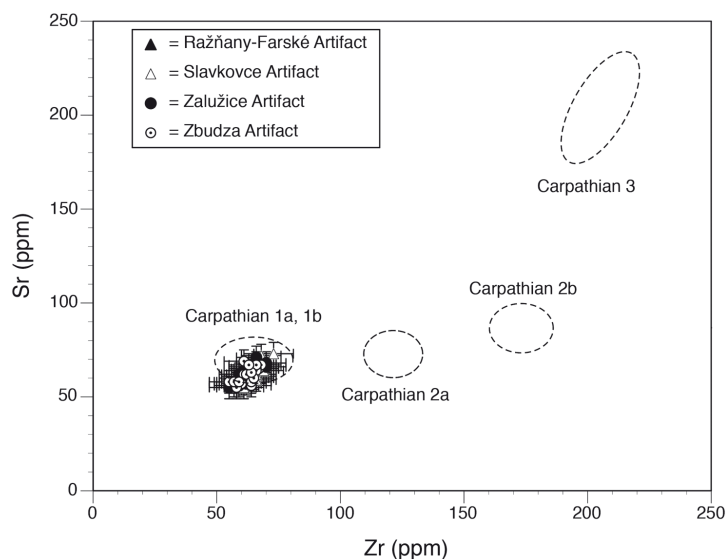 250
200
150
100
50
0
Sr (ppm)
▲ = Ražňany-Farské Artifact
△ = Slavkovce Artifact
● = Zalužice Artifact
⊙ = Zbudza Artifact
Carpathian 3
Carpathian 2b
Carpathian 1a, 1b
Carpathian 2a
0 50 100 150 200 250
Zr (ppm)